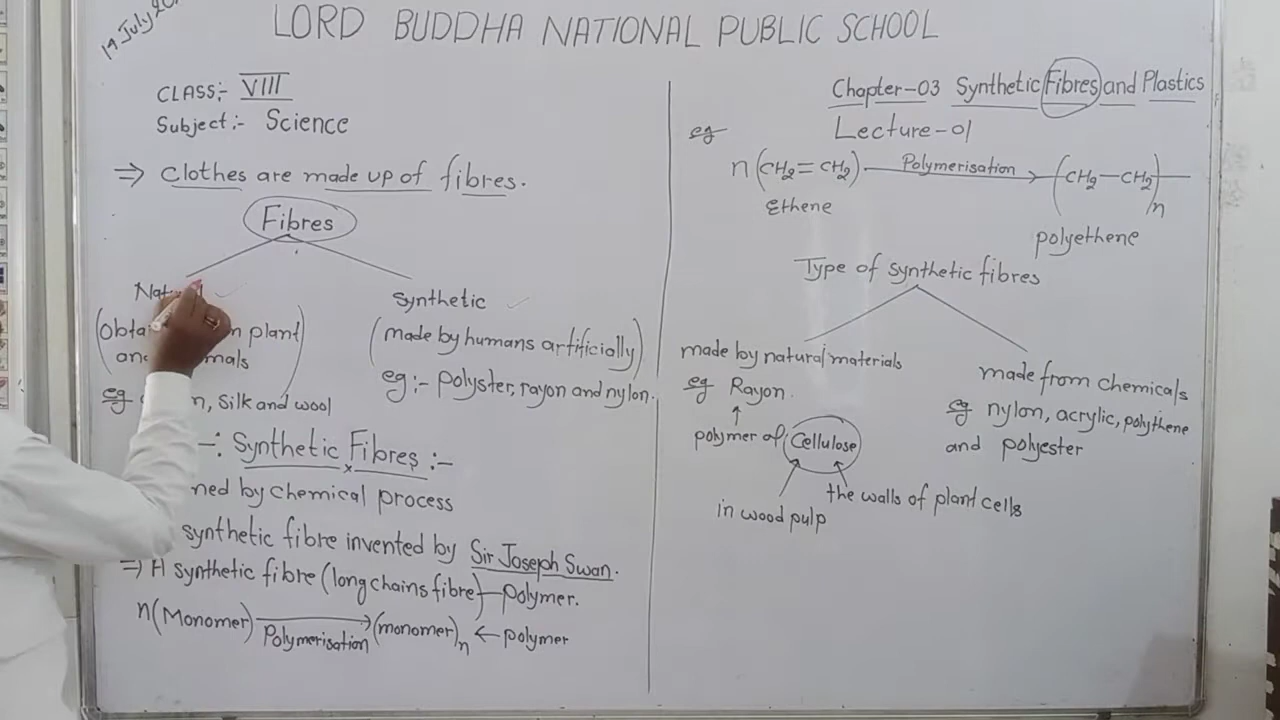 14 July
LORD BUDDHA NATIONAL PUBLIC SCHOOL
CLASS:- VIII
Subject:- Science
⇒ Clothes are made up of fibres.
Fibres
Synthetic
(Obtai plant
and mals
(made by humans artificially)
eg n, Silk and wool
eg:- Polyster, rayon and nylon.
-: Synthetic Fibres :-
ned by chemical process
synthetic fibre invented by Sir Joseph Swan.
⇒ A synthetic fibre (long chains fibre) - polymer.
n(Monomer) → (monomer)n ← polymer
Polymerisation
Chapter-03 Synthetic Fibres and Plastics
Lecture-01
eg
n(CH2=CH2) Polymerisation → (CH2-CH2)n
Ethene
polyethene
Type of synthetic fibres
made by natural materials
eg Rayon.
↑
polymer of Cellulose
in wood pulp
the walls of plant cells
made from chemicals
eg nylon, acrylic, polythene
and polyester